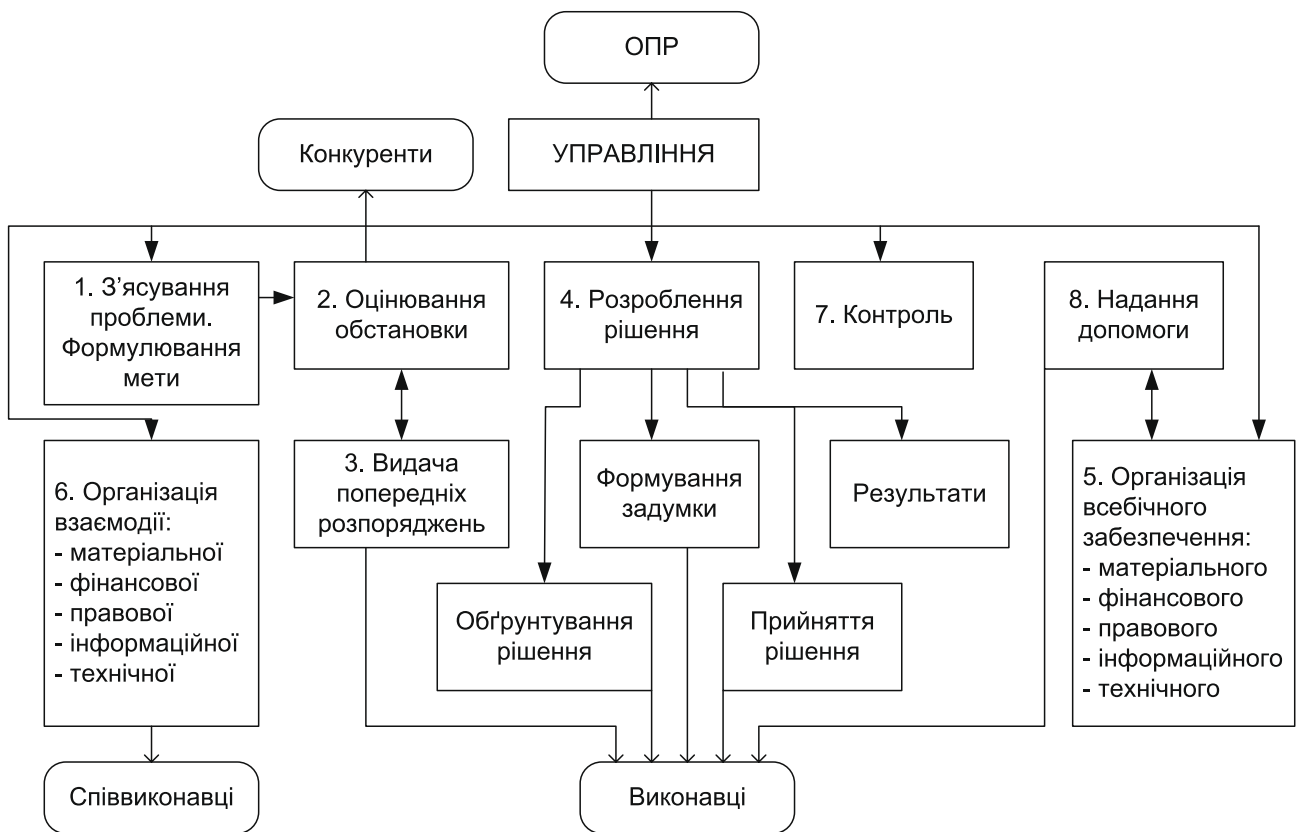 ОПР
УПРАВЛІННЯ
Конкуренти
1. З’ясування
проблеми.
Формулювання
мети
2. Оцінювання
обстановки
4. Розроблення
рішення
7. Контроль
8. Надання
допомоги
6. Організація
взаємодії:
- матеріальної
- фінансової
- правової
- інформаційної
- технічної
3. Видача
попередніх
розпоряджень
Формування
задумки
Результати
5. Організація
всебічного
забезпечення:
- матеріального
- фінансового
- правового
- інформаційного
- технічного
Обґрунтування
рішення
Прийняття
рішення
Співвиконавці
Виконавці